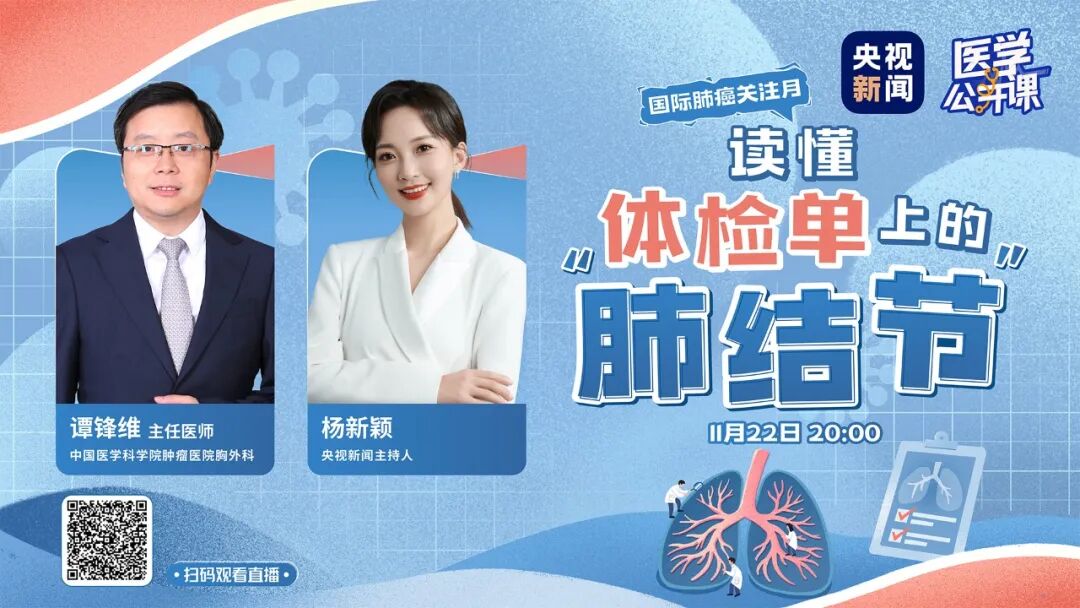 央视
新闻
医学
公开课
国际肺癌关注月
读懂
“体检单上的
肺结节”
11月22日 20:00
谭锋维 主任医师
中国医学科学院肿瘤医院胸外科
杨新颖
央视新闻主持人
·扫码观看直播·